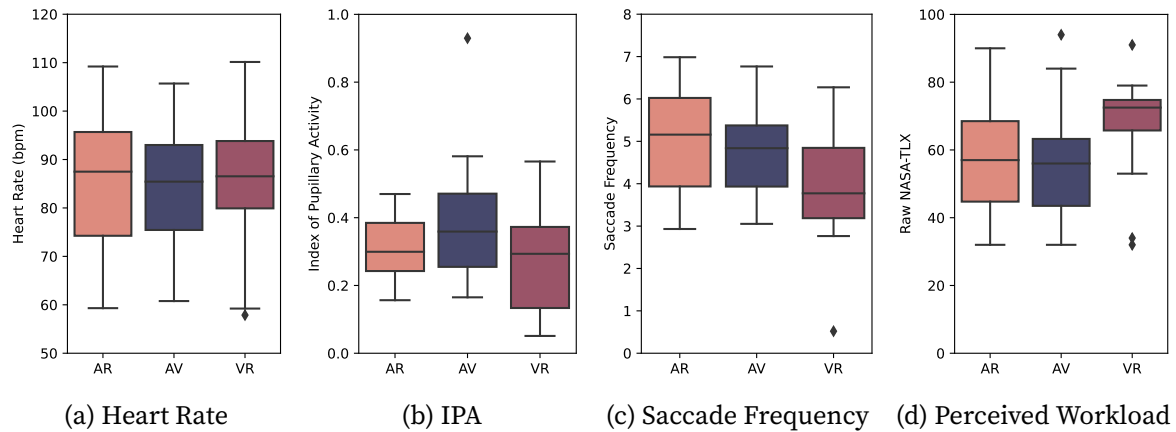 Heart Rate (bpm)
120
110
100
90
80
70
60
50
AR AV VR
(a) Heart Rate
Index of Pupillary Activity
1.0
0.8
0.6
0.4
0.2
0.0
AR AV VR
(b) IPA
Saccade Frequency
8
7
6
5
4
3
2
1
0
AR AV VR
(c) Saccade Frequency
Raw NASA-TLX
100
80
60
40
20
0
AR AV VR
(d) Perceived Workload